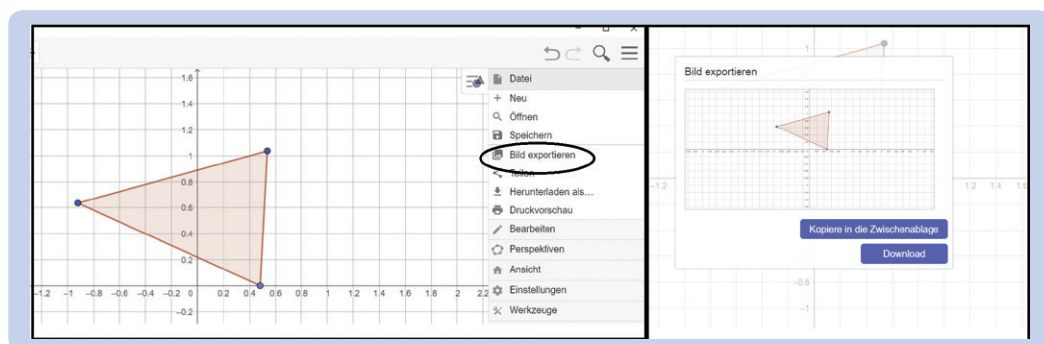 Datei
Neu
Öffnen
Speichern
Bild exportieren
Teilen
Herunterladen als...
Druckvorschau
Bearbeiten
Perspektiven
Ansicht
Einstellungen
Werkzeuge
1.6
1.4
1.2
1
0.8
0.6
0.4
0.2
–1.2 –1 –0.8 –0.6 –0.4 –0.2 0 0.2 0.4 0.6 0.8 1 1.2 1.4 1.6 1.8 2 2.2
–0.2
1
Bild exportieren
–1.2 1.2 1.4 1.6
Kopiere in die Zwischenablage
Download
–0.8
–1